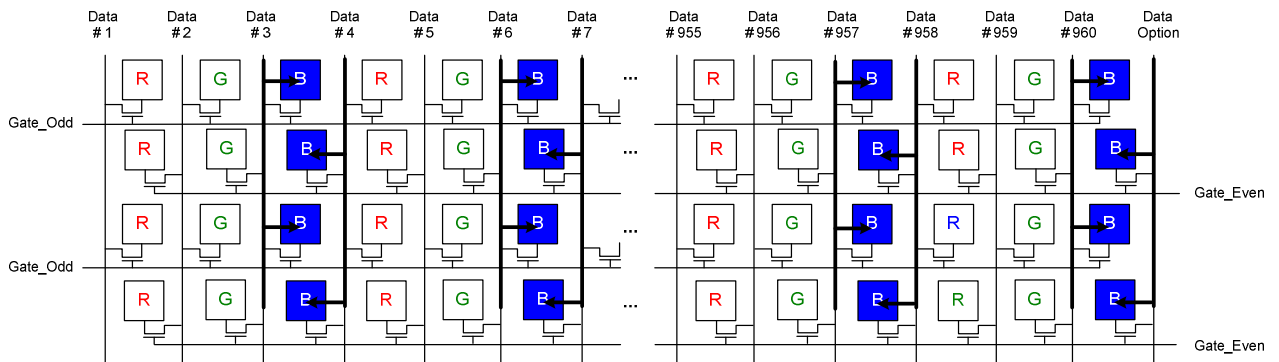 Data Data Data Data Data Data Data Data Data Data Data Data Data Data
#1 #2 #3 #4 #5 #6 #7 #955 #956 #957 #958 #959 #960 Option
R G B R G B ... R G B R G B
Gate_Odd
R G B R G B ... R G B R G B
Gate_Even
R G B R G B ... R G B R G B
Gate_Odd
R G B R G B ... R G B R G B
Gate_Even